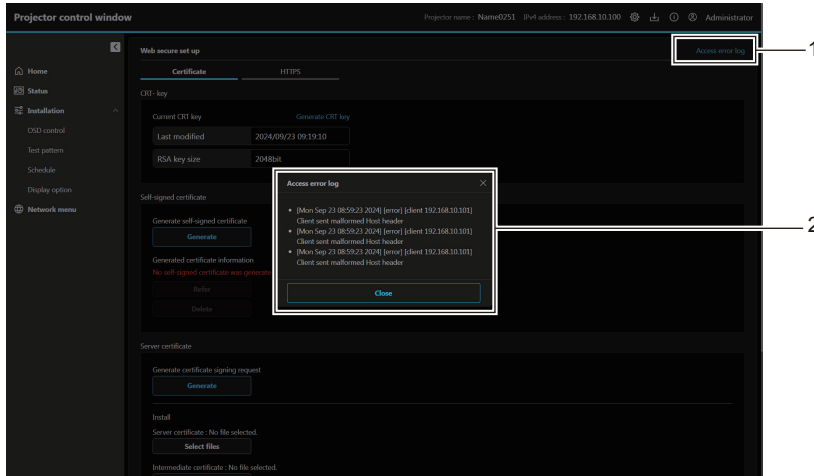 Projector control window
Projector name : Name0251 IPv4 address : 192.168.10.100 Administrator
Web secure set up
Access error log
1
Home
Status
Installation
OSD control
Test pattern
Schedule
Display option
Network menu
Certificate HTTPS
CRT- key
Current CRT key Generate CRT key
Last modified 2024/09/23 09:19:10
RSA key size 2048bit
Access error log
• [Mon Sep 23 08:59:23 2024] [error] [client 192.168.10.101]
Client sent malformed Host header
• [Mon Sep 23 08:59:23 2024] [error] [client 192.168.10.101]
Client sent malformed Host header
• [Mon Sep 23 08:59:23 2024] [error] [client 192.168.10.101]
Client sent malformed Host header
Close
2
Self-signed certificate
Generate self-signed certificate
Generate
Generated certificate information
No self-signed certificate was generate
Refer
Delete
Server certificate
Generate certificate signing request
Generate
Install
Server certificate : No file selected.
Select files
Intermediate certificate : No file selected.